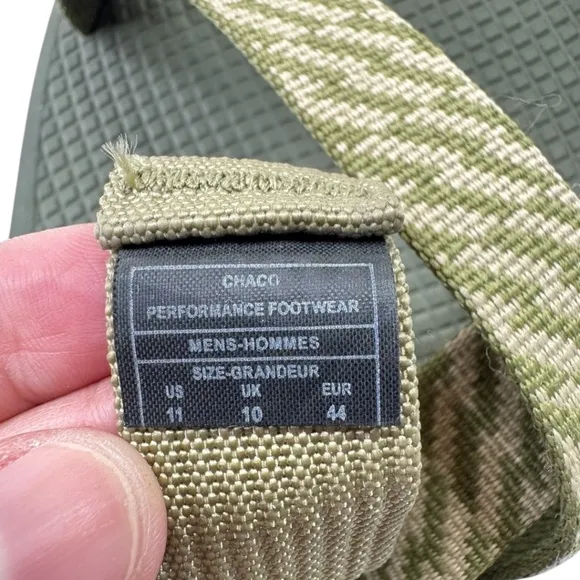 CHACO
PERFORMANCE FOOTWEAR
MENS-HOMMES
SIZE-GRANDEUR
US UK EUR
11 10 44